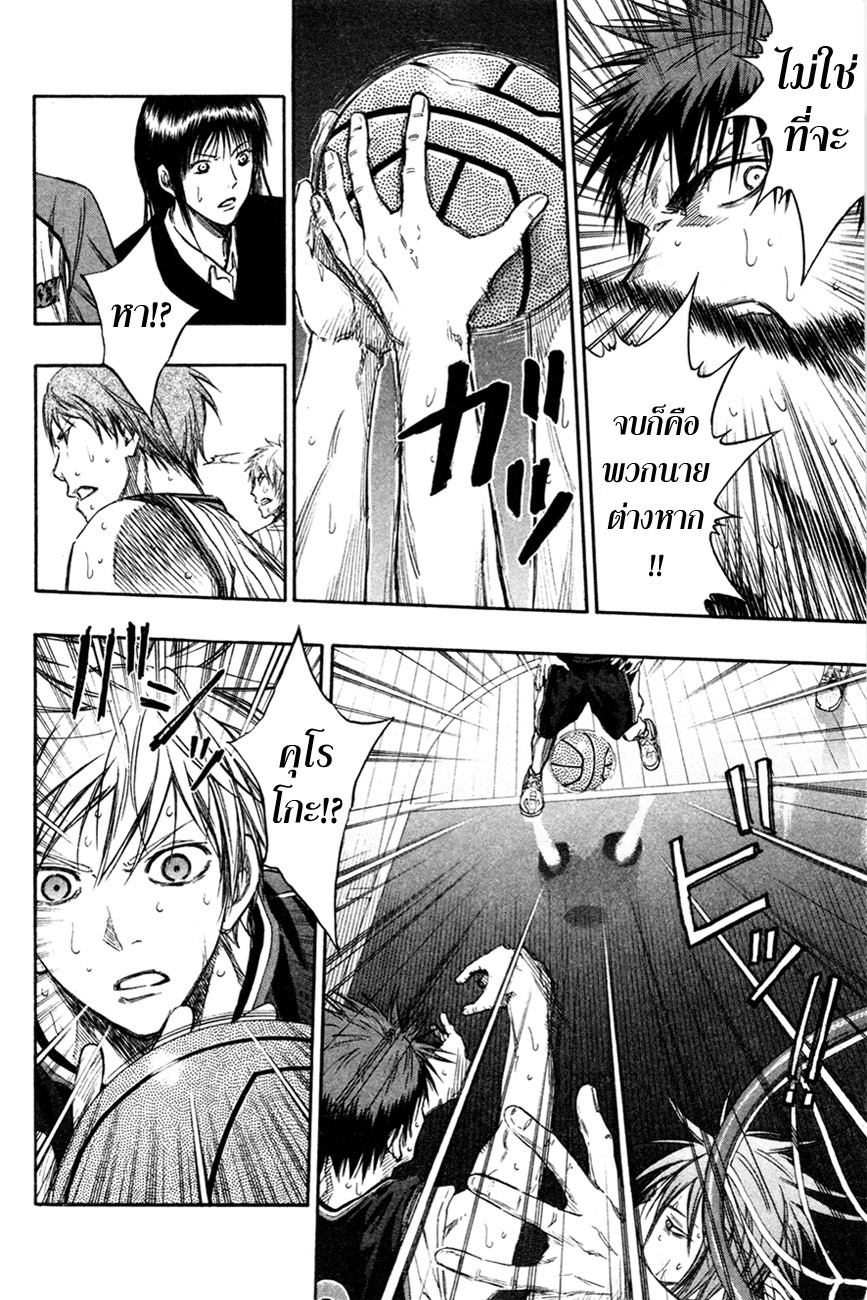 ไม่ใช่
ที่จะ
จบก็คือ
พวกนาย
ต่างหาก
!!
ガッ
หา!?
ビッ
!!
คุโร
โกะ!?